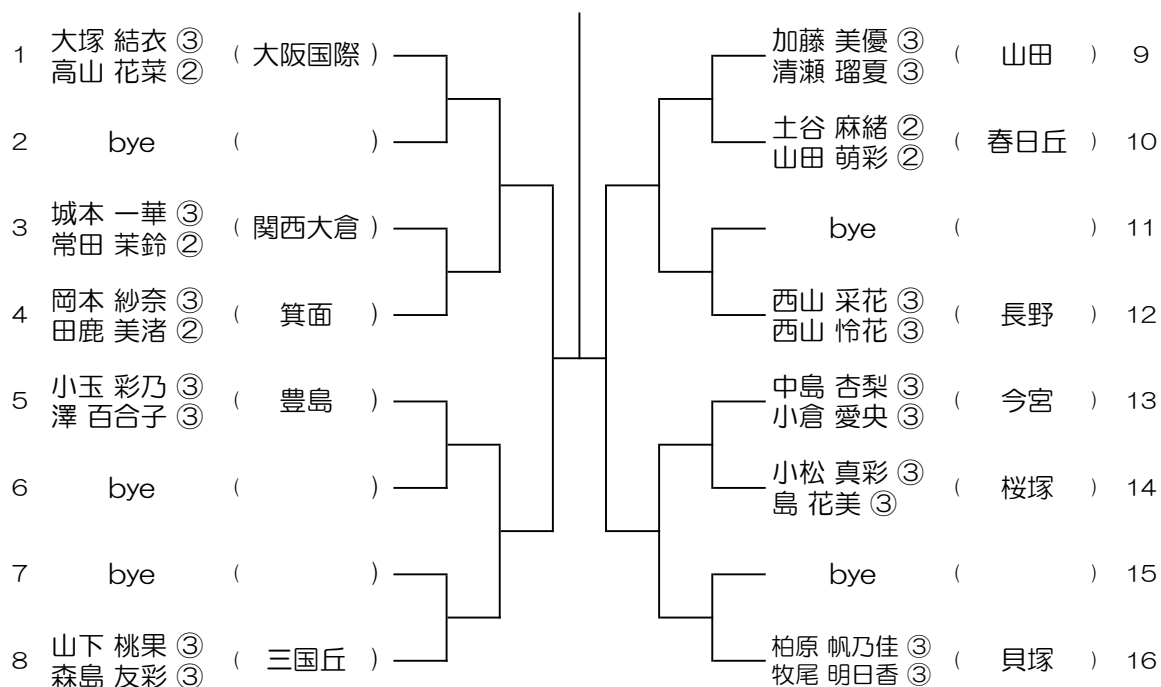 1 大塚 結衣 ③
高山 花菜 ② ( 大阪国際 )
2 bye ( )
3 城本 一華 ③
常田 茉鈴 ② ( 関西大倉 )
4 岡本 紗奈 ③
田鹿 美渚 ② ( 箕面 )
5 小玉 彩乃 ③
澤 百合子 ③ ( 豊島 )
6 bye ( )
7 bye ( )
8 山下 桃果 ③
森島 友彩 ③ ( 三国丘 )
加藤 美優 ③
清瀬 瑠夏 ③ ( 山田 ) 9
土谷 麻緒 ②
山田 萌彩 ② ( 春日丘 ) 10
bye ( ) 11
西山 采花 ③
西山 怜花 ③ ( 長野 ) 12
中島 杏梨 ③
小倉 愛央 ③ ( 今宮 ) 13
小松 真彩 ③
島 花美 ③ ( 桜塚 ) 14
bye ( ) 15
柏原 帆乃佳 ③
牧尾 明日香 ③ ( 貝塚 ) 16